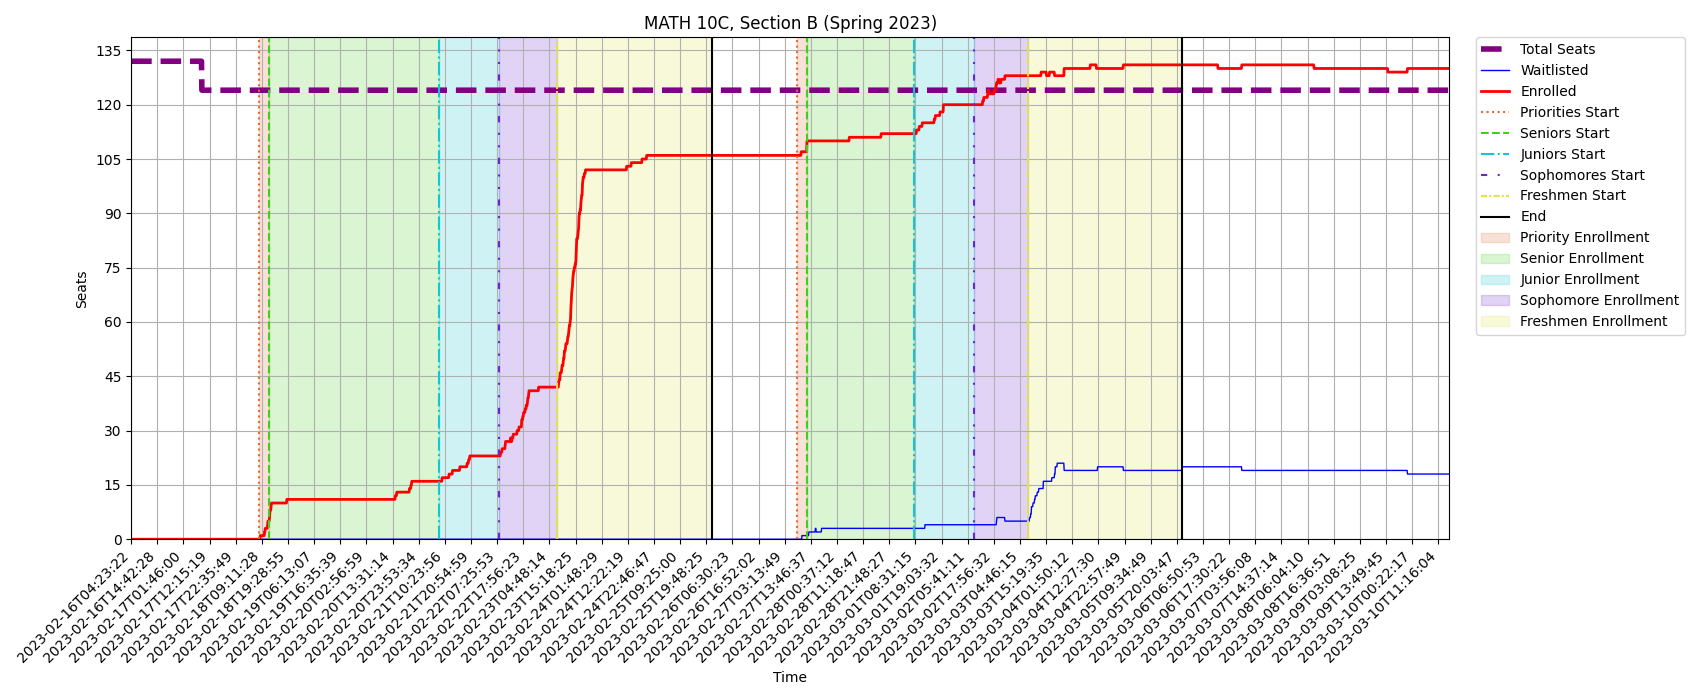 MATH 10C, Section B (Spring 2023)
Seats
135
120
105
90
75
60
45
30
15
0
2023-02-16T04:23:22
2023-02-16T14:42:28
2023-02-17T01:46:00
2023-02-17T12:15:19
2023-02-17T22:35:49
2023-02-18T09:11:28
2023-02-18T19:28:55
2023-02-19T06:13:07
2023-02-19T16:35:39
2023-02-20T02:56:59
2023-02-20T13:31:14
2023-02-20T23:53:34
2023-02-21T10:23:56
2023-02-21T20:54:59
2023-02-22T07:25:53
2023-02-22T17:56:23
2023-02-23T04:48:14
2023-02-23T15:18:25
2023-02-24T01:48:29
2023-02-24T12:22:19
2023-02-24T22:46:47
2023-02-25T09:25:00
2023-02-25T19:48:25
2023-02-26T06:30:23
2023-02-26T16:52:02
2023-02-27T03:13:49
2023-02-27T13:46:37
2023-02-28T00:37:12
2023-02-28T11:18:47
2023-02-28T21:48:27
2023-03-01T08:31:15
2023-03-01T19:03:32
2023-03-02T05:41:11
2023-03-02T17:56:32
2023-03-03T04:46:15
2023-03-03T15:19:35
2023-03-04T01:50:12
2023-03-04T12:27:30
2023-03-04T22:57:49
2023-03-05T09:34:49
2023-03-05T20:03:47
2023-03-06T06:50:53
2023-03-06T17:30:22
2023-03-07T03:56:08
2023-03-07T14:37:14
2023-03-08T06:04:10
2023-03-08T16:36:51
2023-03-09T03:08:25
2023-03-09T13:49:45
2023-03-10T00:22:17
2023-03-10T11:16:04
Time
Total Seats
Waitlisted
Enrolled
Priorities Start
Seniors Start
Juniors Start
Sophomores Start
Freshmen Start
End
Priority Enrollment
Senior Enrollment
Junior Enrollment
Sophomore Enrollment
Freshmen Enrollment